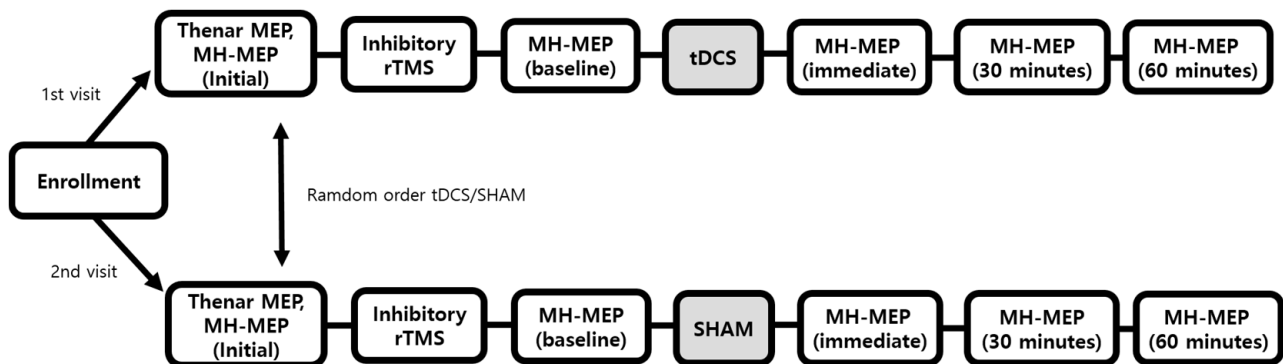 Thenar MEP,
MH-MEP
(Initial)
Inhibitory
rTMS
MH-MEP
(baseline)
tDCS
MH-MEP
(immediate)
MH-MEP
(30 minutes)
MH-MEP
(60 minutes)
1st visit
Enrollment
Ramdom order tDCS/SHAM
2nd visit
Thenar MEP,
MH-MEP
(Initial)
Inhibitory
rTMS
MH-MEP
(baseline)
SHAM
MH-MEP
(immediate)
MH-MEP
(30 minutes)
MH-MEP
(60 minutes)